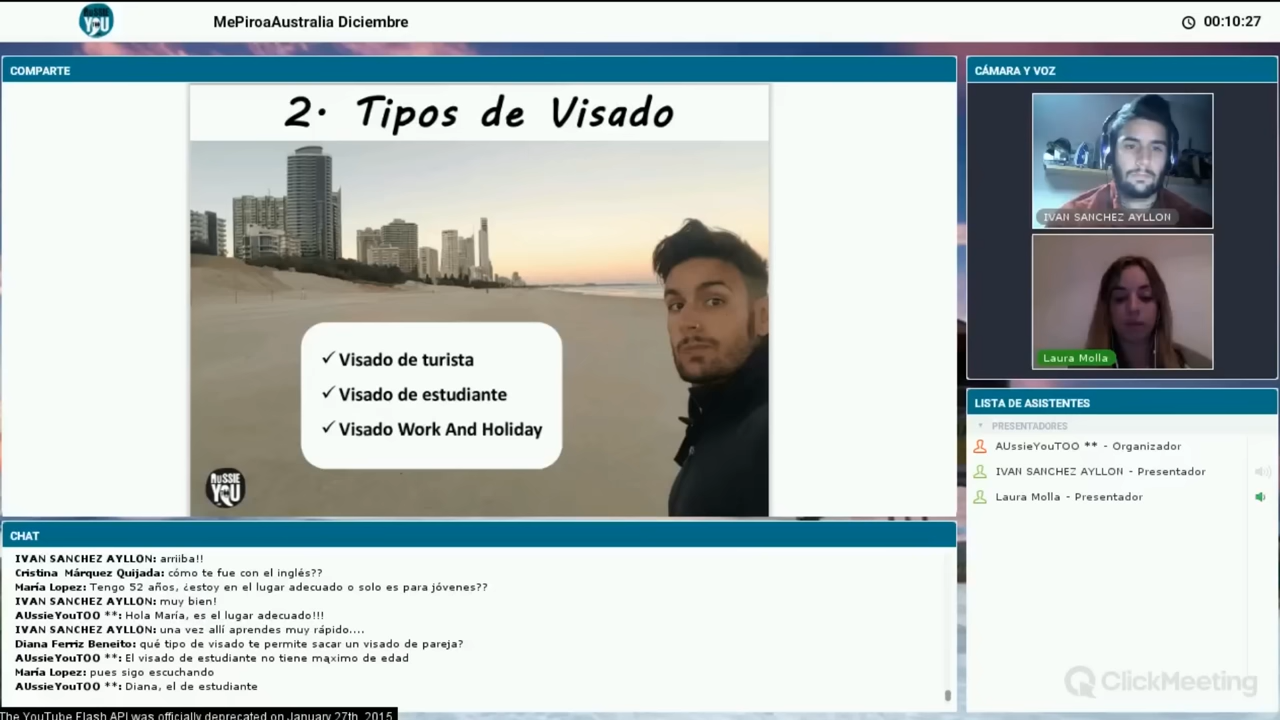 AUSSIE
YOU
MePiroaAustralia Diciembre
00:10:27
COMPARTE
2. Tipos de Visado
✓ Visado de turista
✓ Visado de estudiante
✓ Visado Work And Holiday
AUSSIE
YOU
CÁMARA Y VOZ
IVAN SANCHEZ AYLLON
Laura Molla
LISTA DE ASISTENTES
PRESENTADORES
AUssieYouTOO ** - Organizador
IVAN SANCHEZ AYLLON - Presentador
Laura Molla - Presentador
CHAT
IVAN SANCHEZ AYLLON: arriiba!!
Cristina Márquez Quijada: cómo te fue con el inglés??
María Lopez: Tengo 52 años, ¿estoy en el lugar adecuado o solo es para jóvenes??
IVAN SANCHEZ AYLLON: muy bien!
AUssieYouTOO **: Hola María, es el lugar adecuado!!!
IVAN SANCHEZ AYLLON: una vez allí aprendes muy rápido....
Diana Ferriz Beneito: qué tipo de visado te permite sacar un visado de pareja?
AUssieYouTOO **: El visado de estudiante no tiene máximo de edad
María Lopez: pues sigo escuchando
AUssieYouTOO **: Diana, el de estudiante
ClickMeeting
The YouTube Flash API was officially deprecated on January 27th, 2015